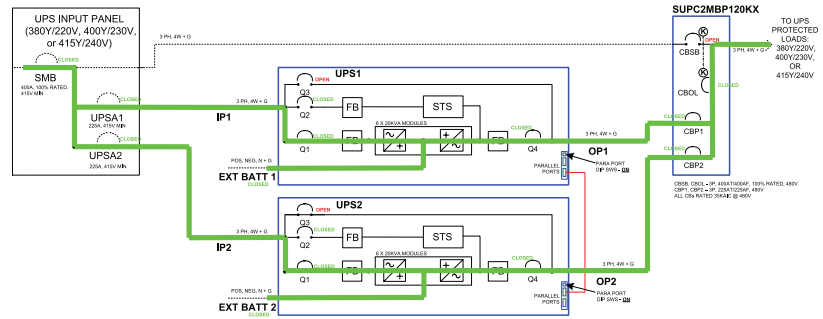 UPS INPUT PANEL
(380Y/220V, 400Y/230V,
or 415Y/240V)
CLOSED
SMB
400A, 100% RATED,
415V MIN
CLOSED
UPSA1
225A, 415V MIN
CLOSED
UPSA2
225A, 415V MIN
3 PH, 4W + G
3 PH, 4W + G
IP1
3 PH, 4W + G
IP2
UPS1
OPEN
Q3
CLOSED
Q2
FB
STS
6 X 20KVA MODULES
CLOSED
Q1
FB
FB
CLOSED
Q4
POS, NEG, N + G
EXT BATT 1
CLOSED
PARALLEL
PORTS
OP1
PARA PORT
DIP SWS - ON
3 PH, 4W + G
UPS2
OPEN
Q3
CLOSED
Q2
FB
STS
6 X 20KVA MODULES
CLOSED
Q1
FB
FB
CLOSED
Q4
POS, NEG, N + G
EXT BATT 2
CLOSED
PARALLEL
PORTS
OP2
PARA PORT
DIP SWS - ON
3 PH, 4W + G
SUPC2MBP120KX
K
OPEN
CBSB
K
CBOL
CLOSED
CLOSED
CBP1
CLOSED
CBP2
3 PH, 4W + G
TO UPS
PROTECTED
LOADS:
380Y/220V,
400Y/230V,
OR
415Y/240V
CBSB, CBOL - 3P, 400AT/400AF, 100% RATED, 480V
CBP1, CBP2 - 3P, 225AT/225AF, 480V
ALL CBs RATED 35KAIC @ 480V